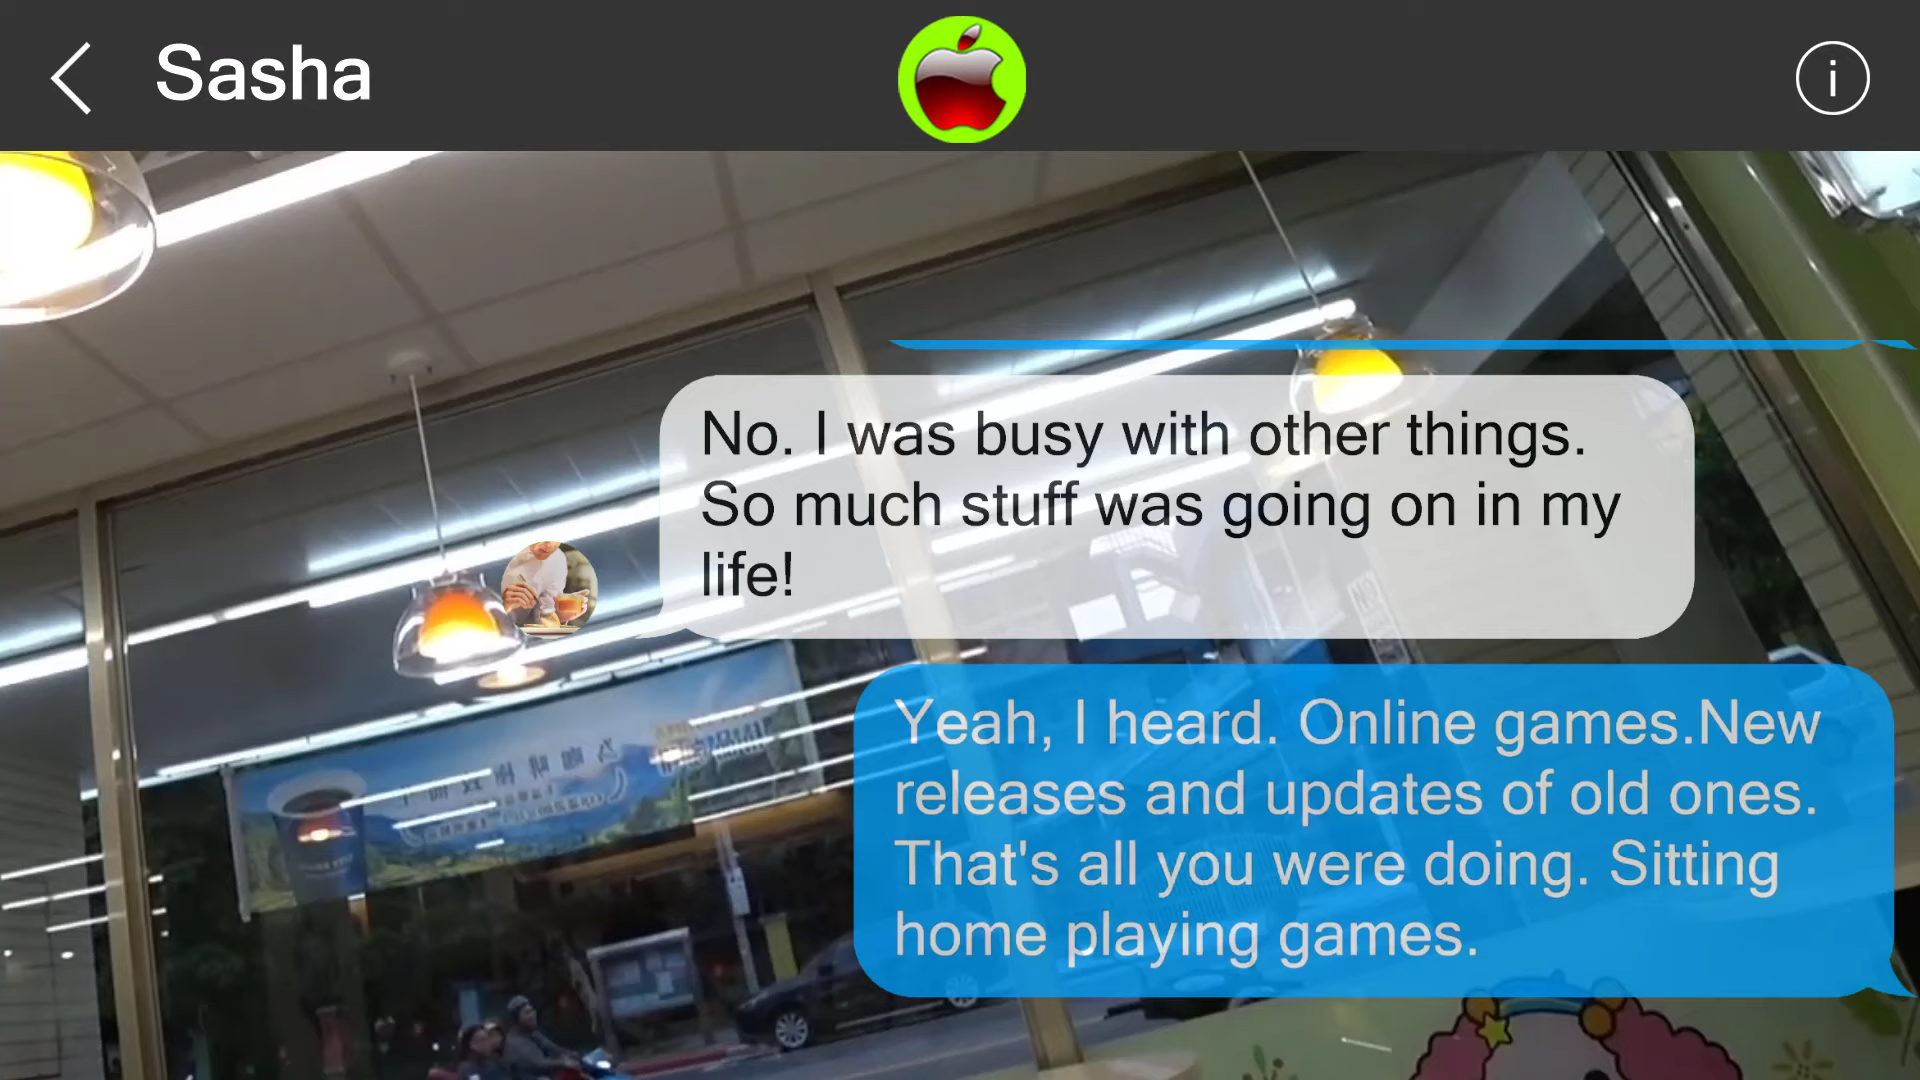 Sasha
No. I was busy with other things.
So much stuff was going on in my
life!
Yeah, I heard. Online games.New
releases and updates of old ones.
That's all you were doing. Sitting
home playing games.